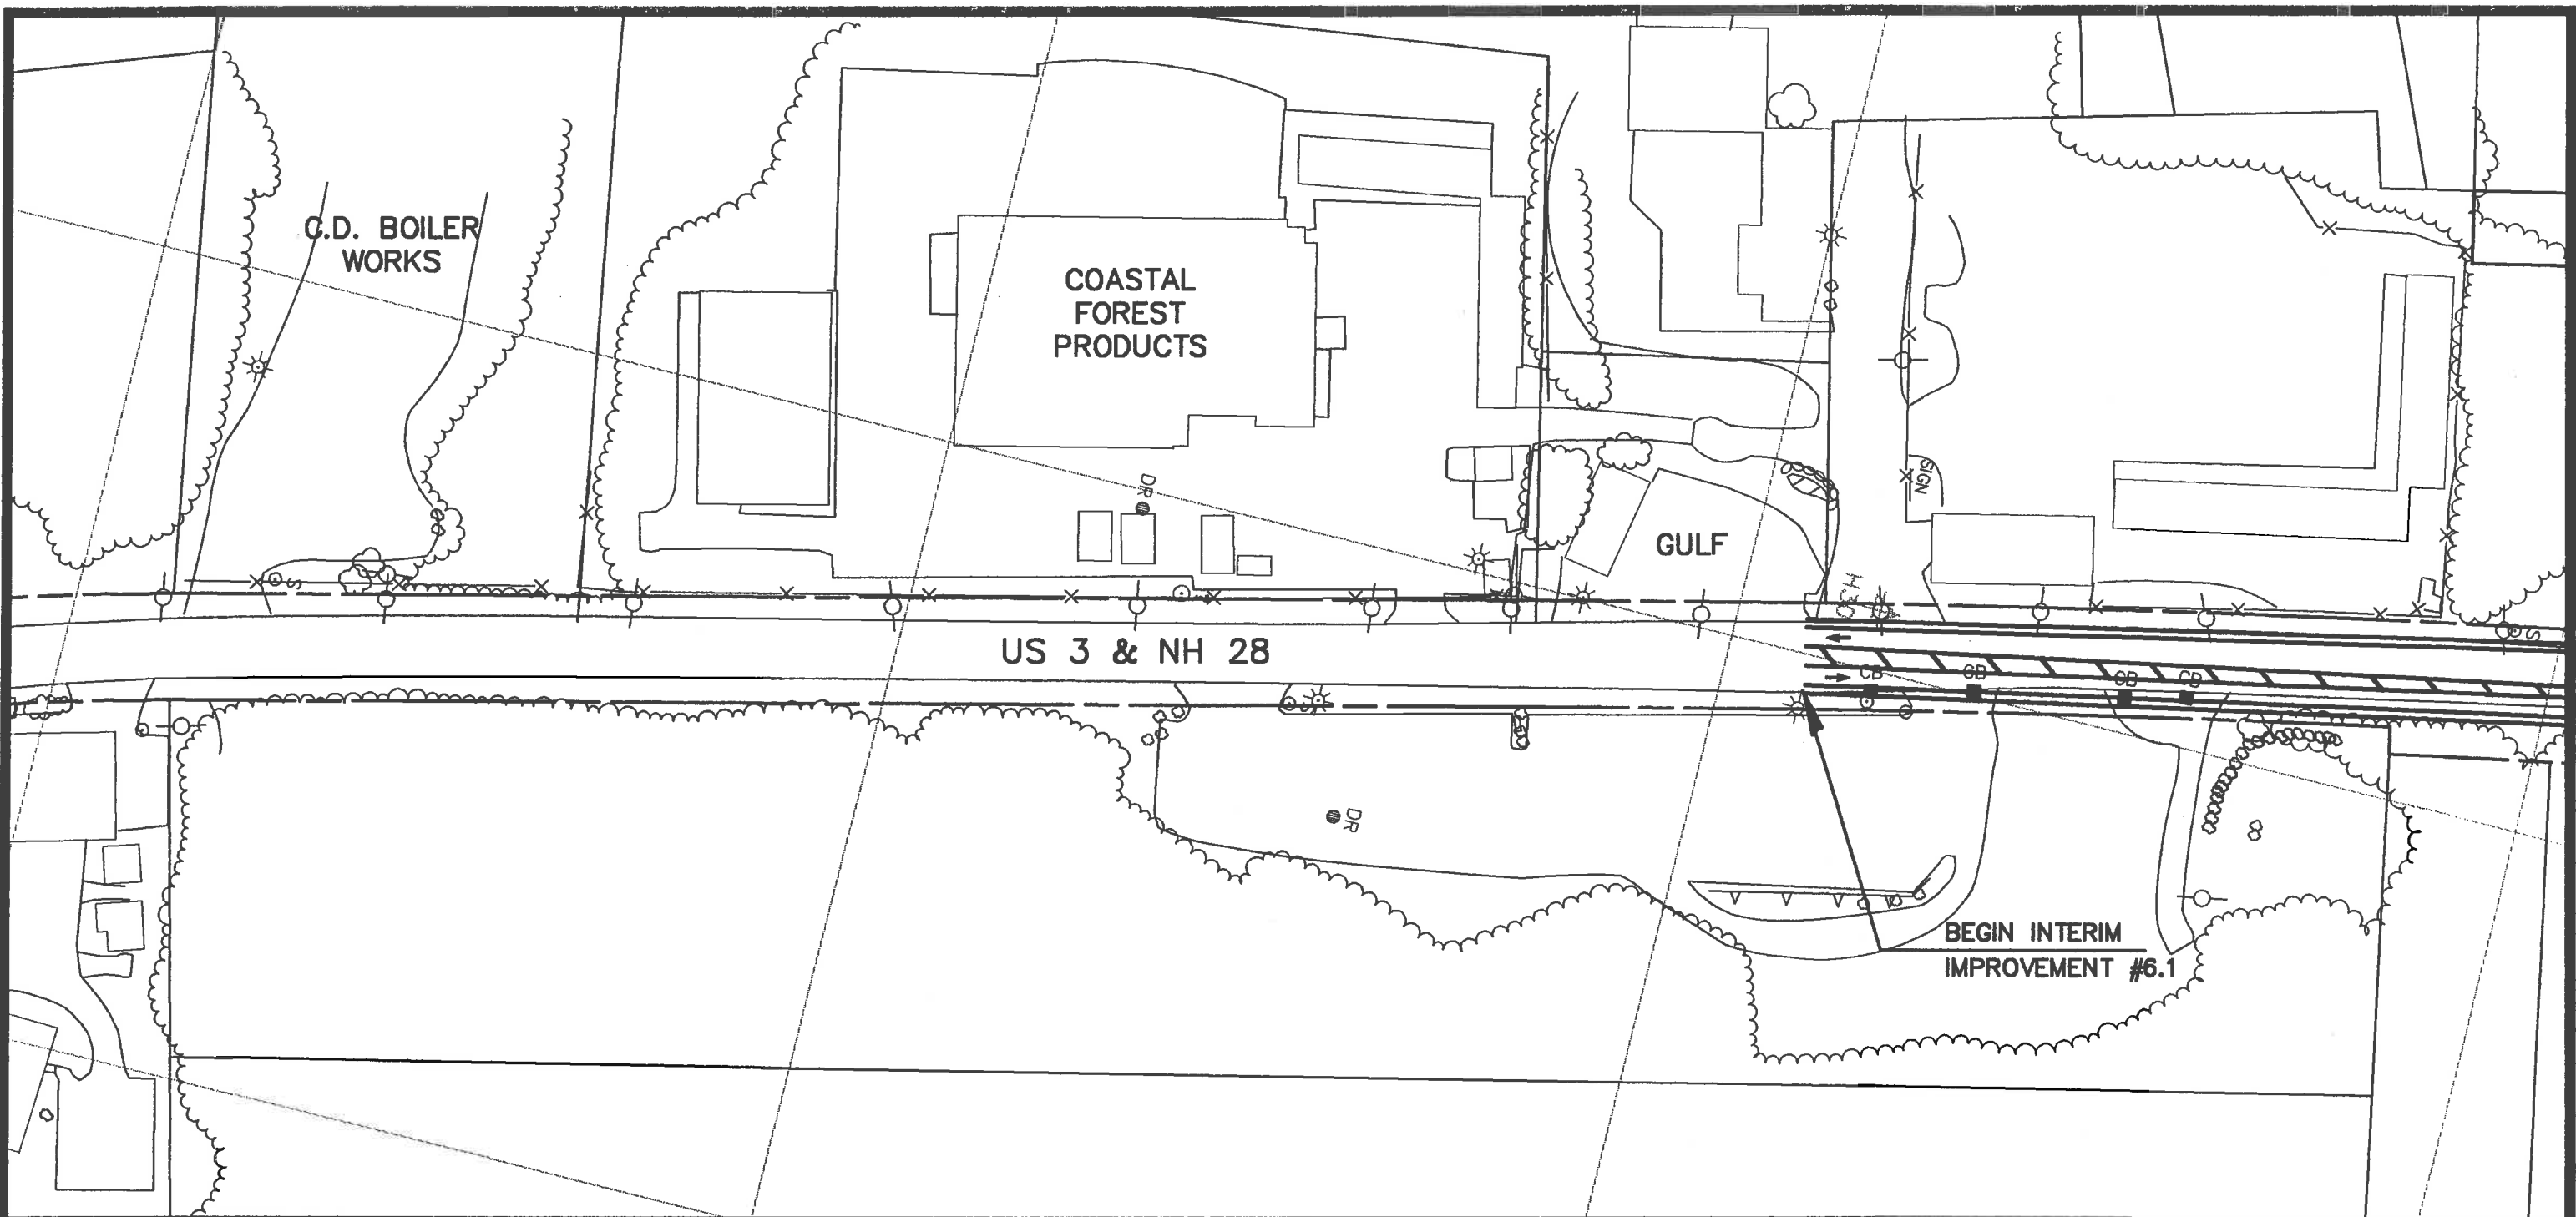 C.D. BOILER
WORKS
COASTAL
FOREST
PRODUCTS
DR
SIGN
GULF
S
S
US 3 & NH 28
CB
CB
CB
CB
S
DR
BEGIN INTERIM
IMPROVEMENT #6.1